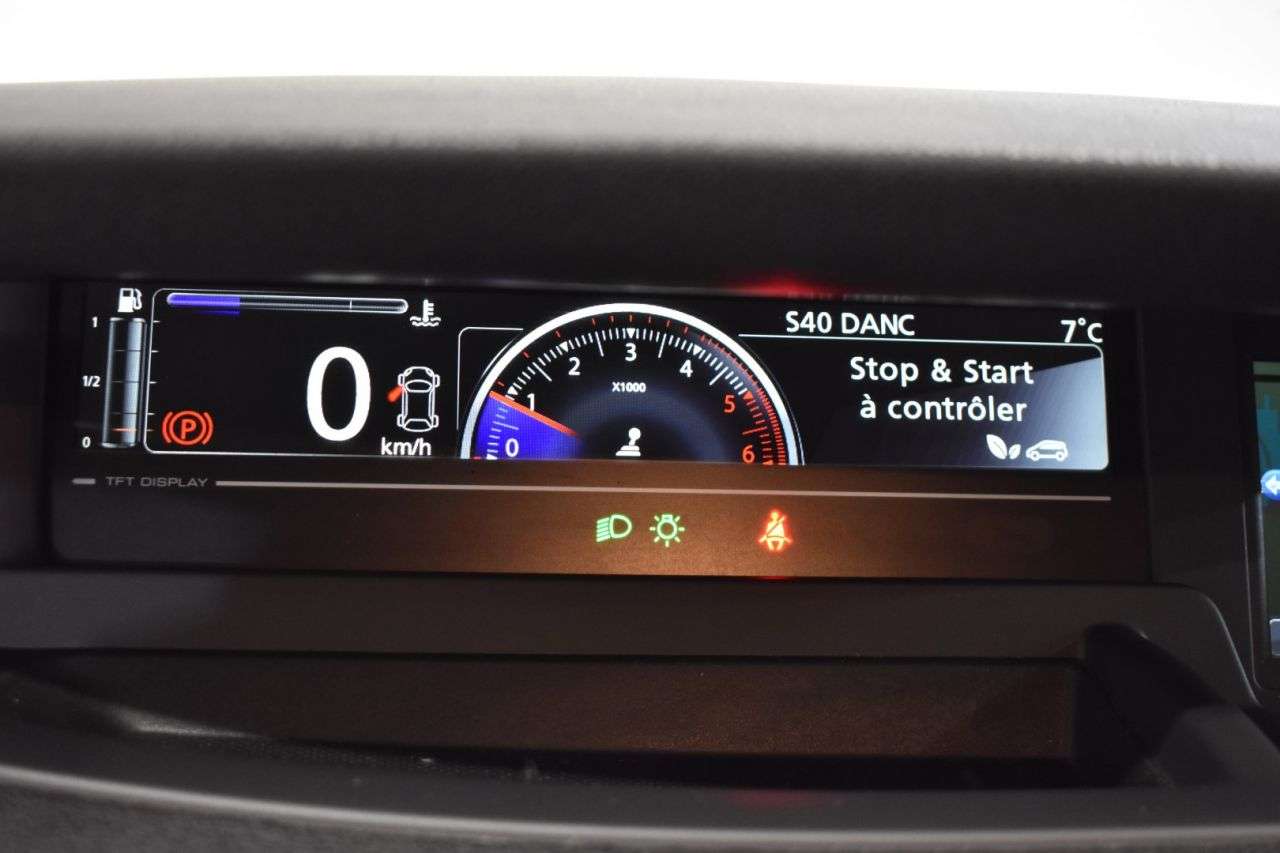 S40 DANC
7°C
1
1/2
0
0
km/h
P
0
1
2
3
4
5
6
X1000
Stop & Start
à contrôler
TFT DISPLAY